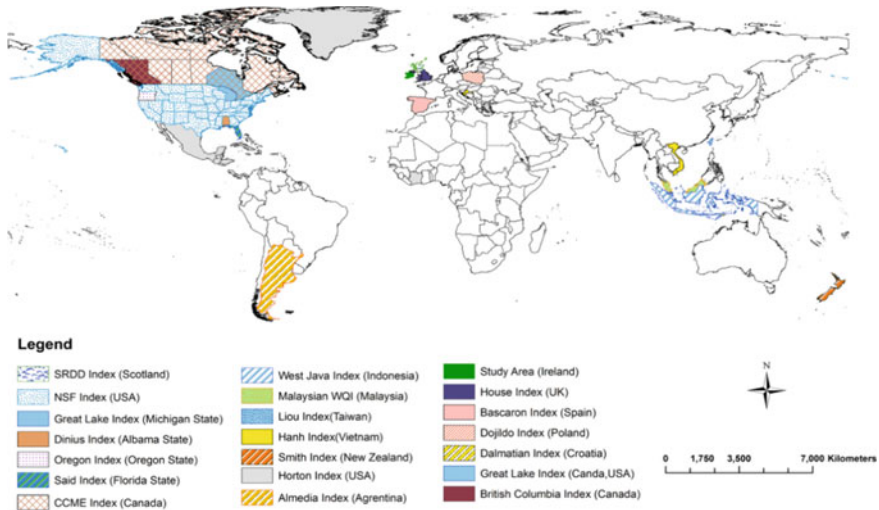 Legend
SRDD Index (Scotland)
NSF Index (USA)
Great Lake Index (Michigan State)
Dinius Index (Albama State)
Oregon Index (Oregon State)
Said Index (Florida State)
CCME Index (Canada)
West Java Index (Indonesia)
Malaysian WQI (Malaysia)
Liou Index(Taiwan)
Hanh Index(Vietnam)
Smith Index (New Zealand)
Horton Index (USA)
Almedia Index (Agrentina)
Study Area (Ireland)
House Index (UK)
Bascaron Index (Spain)
Dojildo Index (Poland)
Dalmatian Index (Croatia)
Great Lake Index (Canda,USA)
British Columbia Index (Canada)
N
0 1,750 3,500 7,000 Kilometers